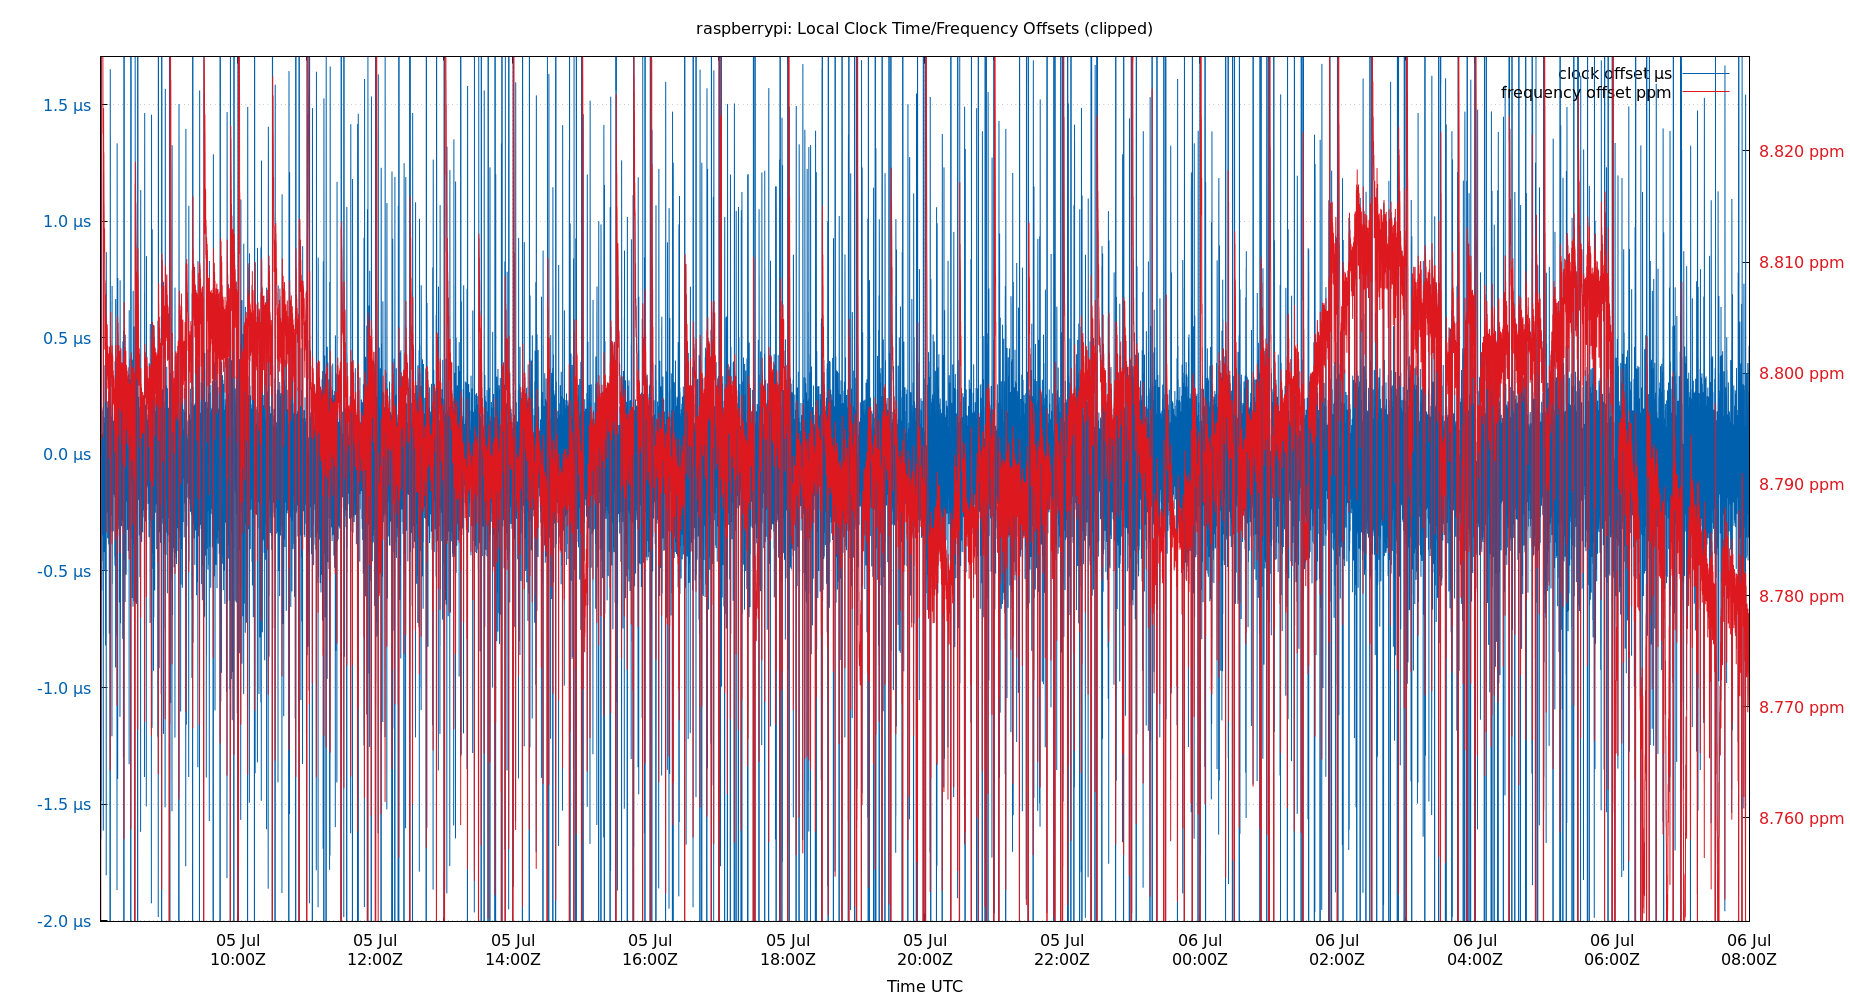 raspberrypi: Local Clock Time/Frequency Offsets (clipped)
clock offset µs
frequency offset ppm
1.5 µs
1.0 µs
0.5 µs
0.0 µs
-0.5 µs
-1.0 µs
-1.5 µs
-2.0 µs
8.820 ppm
8.810 ppm
8.800 ppm
8.790 ppm
8.780 ppm
8.770 ppm
8.760 ppm
05 Jul 05 Jul 05 Jul 05 Jul 05 Jul 05 Jul 05 Jul 06 Jul 06 Jul 06 Jul 06 Jul 06 Jul
10:00Z 12:00Z 14:00Z 16:00Z 18:00Z 20:00Z 22:00Z 00:00Z 02:00Z 04:00Z 06:00Z 08:00Z
Time UTC